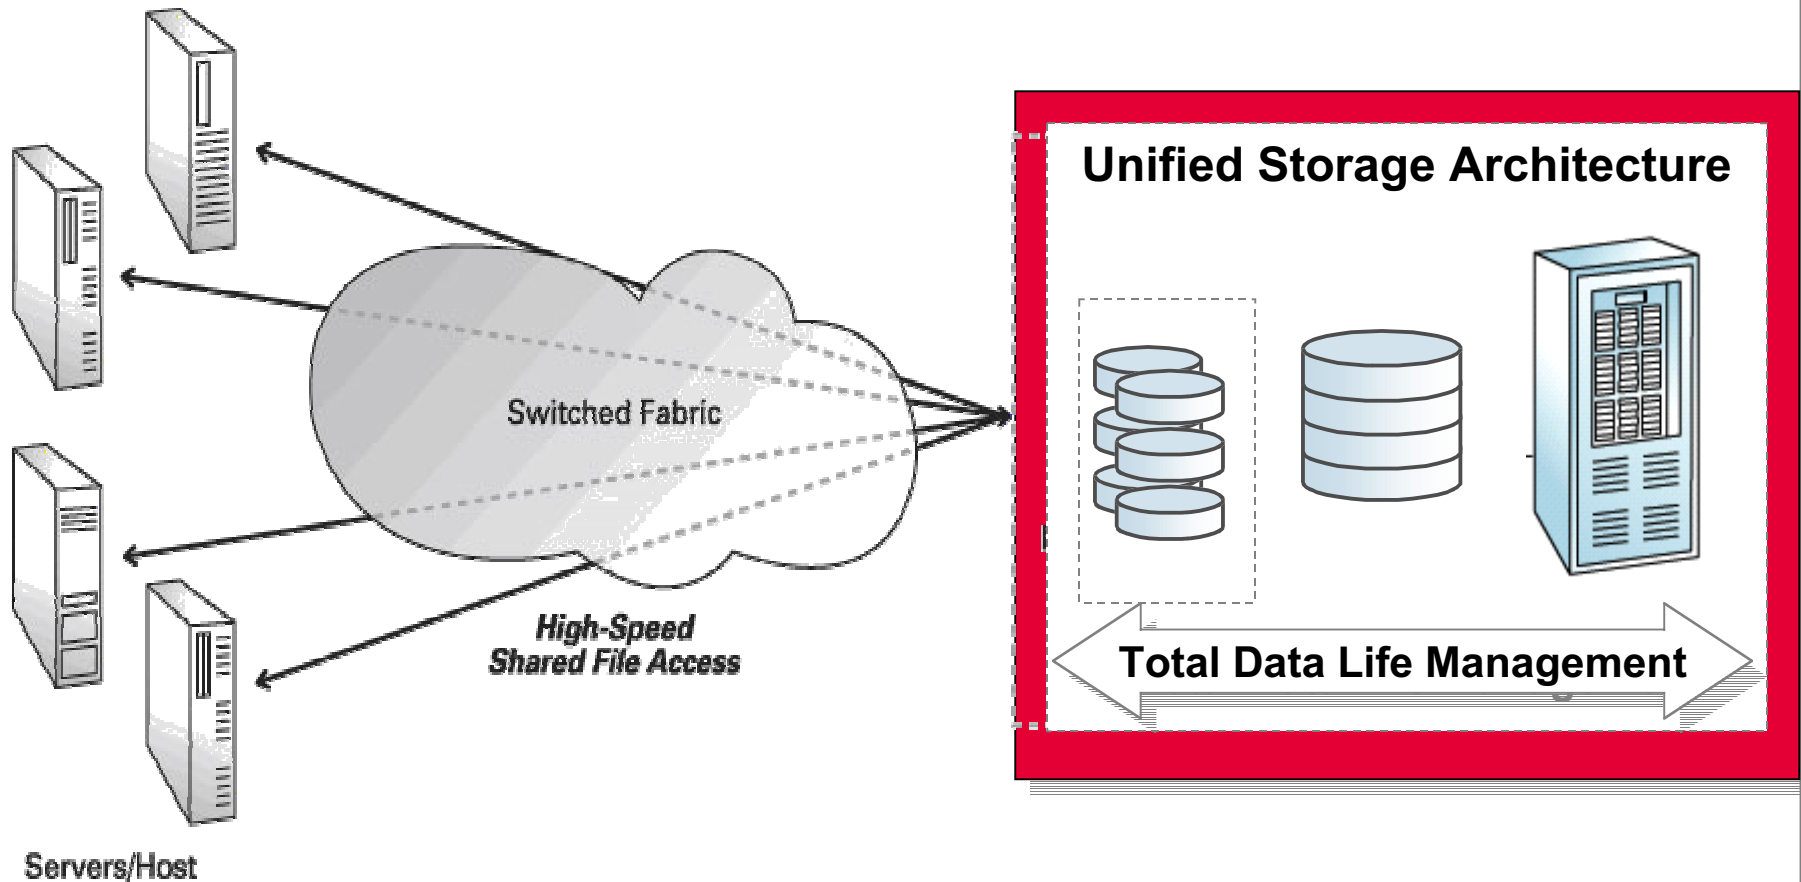 Unified Storage Architecture
Switched Fabric
High-Speed
Shared File Access
Total Data Life Management
Servers/Host